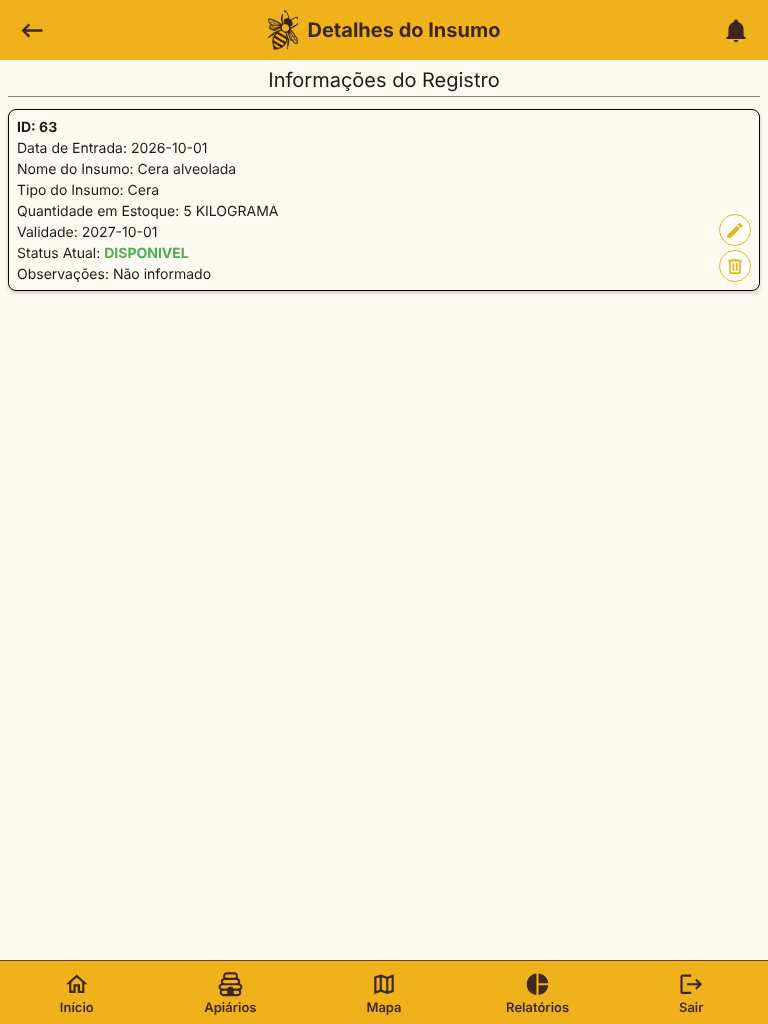 Detalhes do Insumo
Informações do Registro
ID: 63
Data de Entrada: 2026-10-01
Nome do Insumo: Cera alveolada
Tipo do Insumo: Cera
Quantidade em Estoque: 5 KILOGRAMA
Validade: 2027-10-01
Status Atual: DISPONIVEL
Observações: Não informado
Início
Apiários
Mapa
Relatórios
Sair